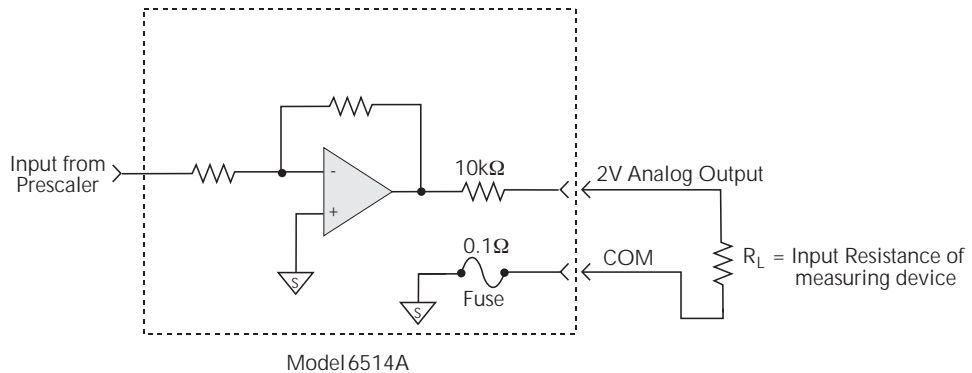 Input from
Prescaler
-
+
S
10kΩ
2V Analog Output
0.1Ω
Fuse
S
COM
R_L = Input Resistance of
measuring device
Model 6514A